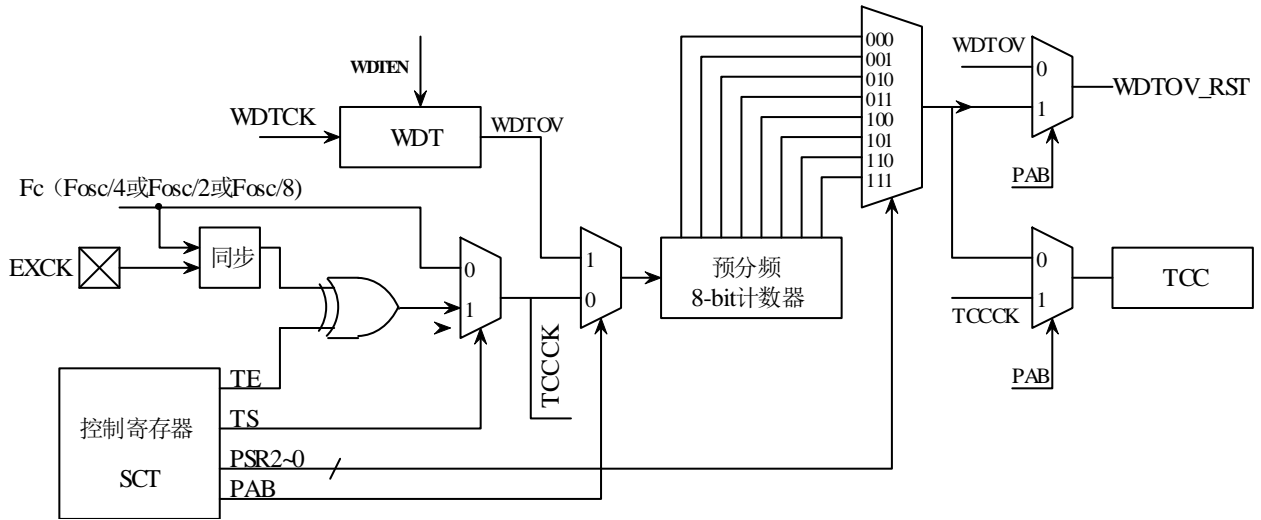 000
001
010
011
100
101
110
111
WDTOV
0
1
WDTOV_RST
PAB
WDTEN
WDTCK
WDT
WDTOV
Fc（Fosc/4或Fosc/2或Fosc/8)
EXCK
同步
0
1
1
0
预分频
8-bit计数器
0
1
TCC
TCCCK
PAB
TCCCK
控制寄存器
SCT
TE
TS
PSR2~0
PAB